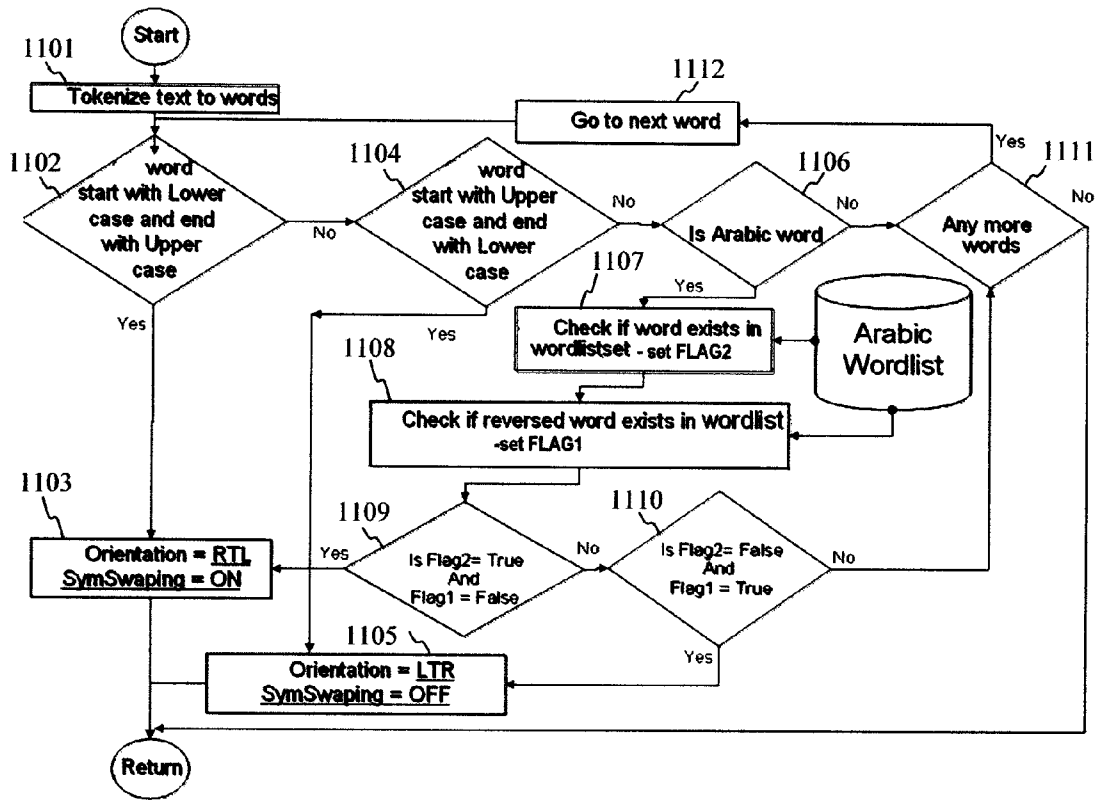 Start
1101
Tokenize text to words
1112
Go to next word
1102
word
start with Lower
case and end
with Upper
case
No
Yes
1104
word
start with Upper
case and end
with Lower
case
No
Yes
1106
Is Arabic word
No
Yes
1111
Any more
words
Yes
No
1107
Check if word exists in
wordlistset - set FLAG2
Arabic
Wordlist
1108
Check if reversed word exists in wordlist
-set FLAG1
1103
Orientation = RTL
SymSwaping = ON
1109
Is Flag2= True
And
Flag1 = False
Yes
No
1110
Is Flag2= False
And
Flag1 = True
No
Yes
1105
Orientation = LTR
SymSwaping = OFF
Return